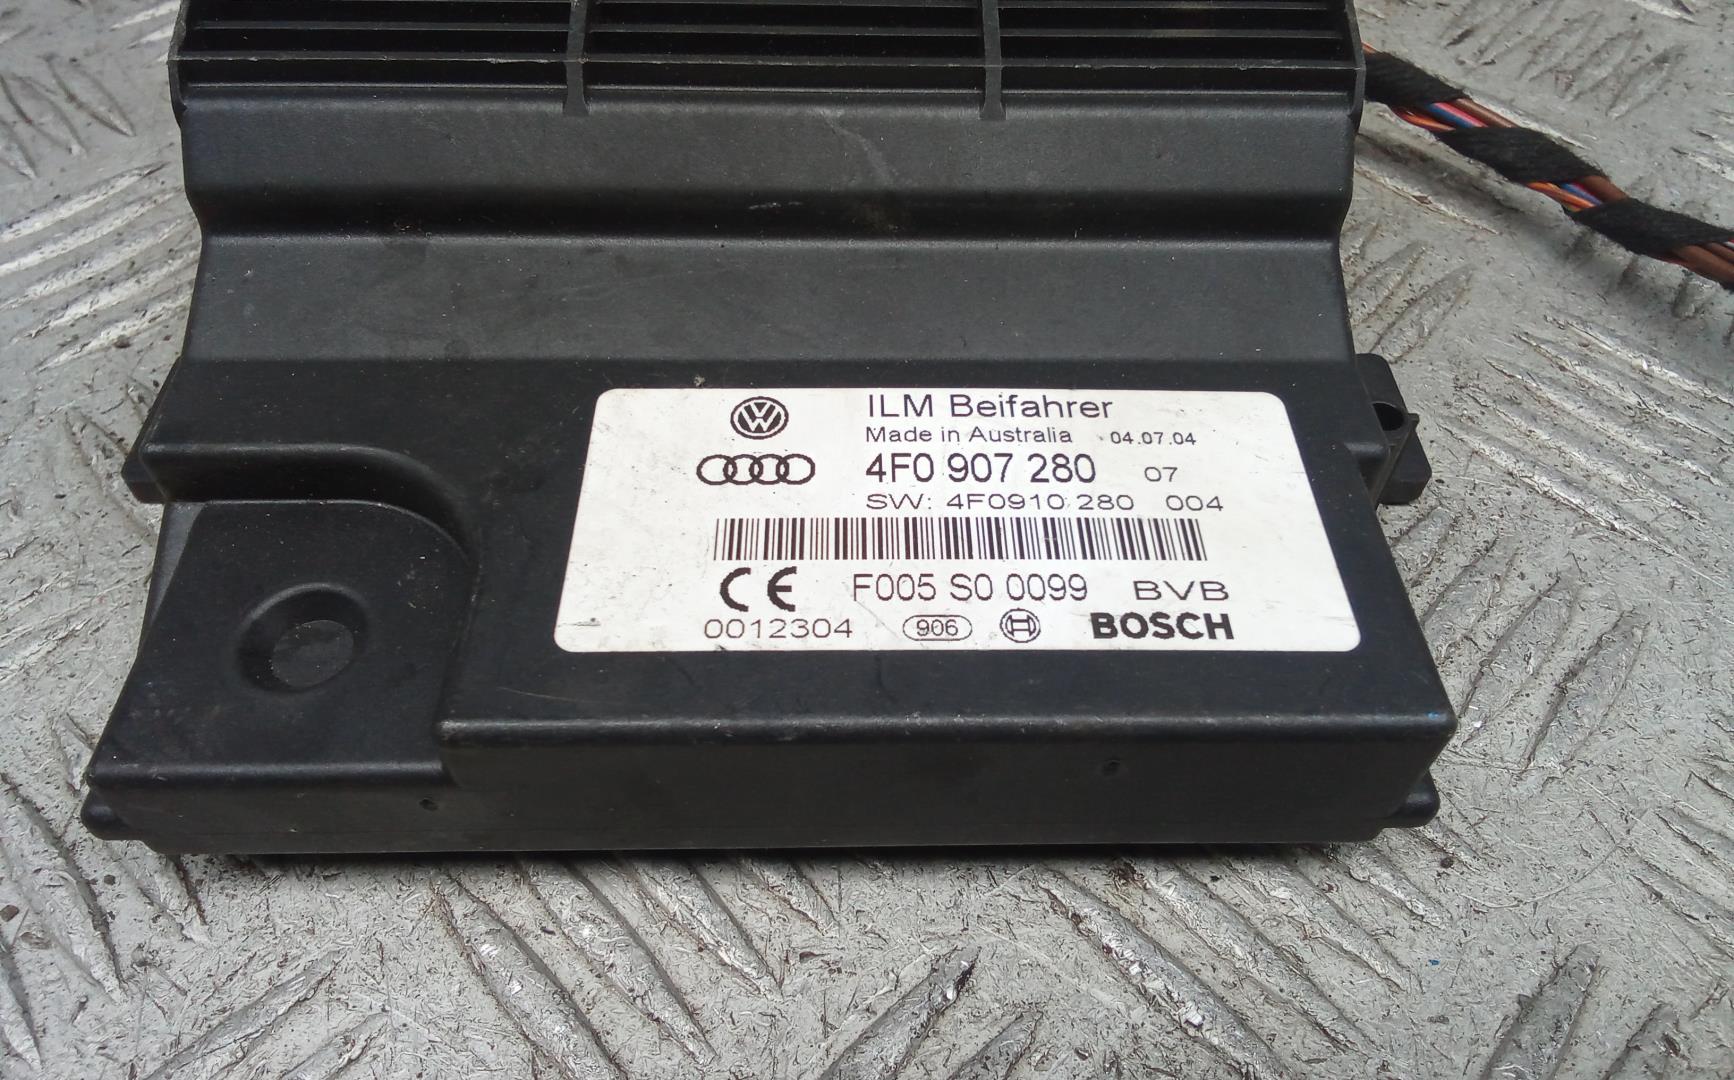 ILM Beifahrer
Made in Australia 04.07.04
4F0 907 280 07
SW: 4F0910 280 004
CE F005 S0 0099 BVB
0012304 906 BOSCH